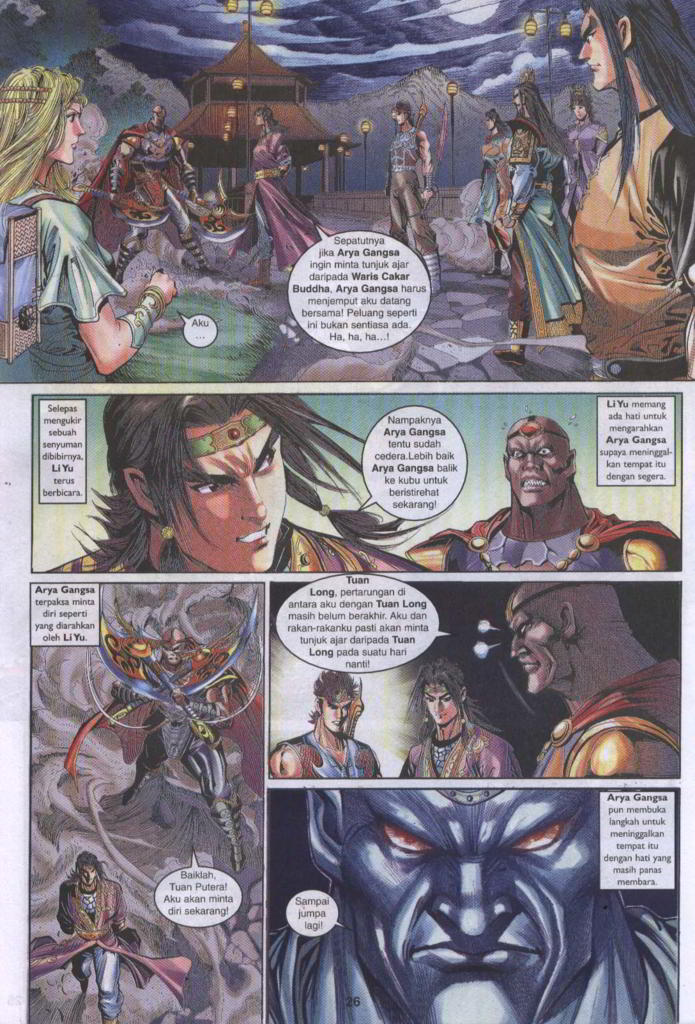 Sepatutnya
jika Arya Gangsa
ingin minta tunjuk ajar
daripada Waris Cakar
Buddha, Arya Gangsa harus
menjemput aku datang
bersama! Peluang seperti
ini bukan sentiasa ada.
Ha, ha, ha...!
Aku
...
Selepas
mengukir
sebuah
senyuman
dibibirnya,
Li Yu
terus
berbicara.
Nampaknya
Arya Gangsa
tentu sudah
cedera.Lebih baik
Arya Gangsa balik
ke kubu untuk
beristirehat
sekarang!
Li Yu memang
ada hati untuk
mengarahkan
Arya Gangsa
supaya meninggal-
kan tempat itu
dengan segera.
Arya Gangsa
terpaksa minta
diri seperti
yang diarahkan
oleh Li Yu.
Baiklah,
Tuan Putera!
Aku akan minta
diri sekarang!
Tuan
Long, pertarungan di
antara aku dengan Tuan Long
masih belum berakhir. Aku dan
rakan-rakanku pasti akan minta
tunjuk ajar daripada Tuan
Long pada suatu hari
nanti!
Arya Gangsa
pun membuka
langkah untuk
meninggalkan
tempat itu
dengan hati yang
masih panas
membara.
Sampai
jumpa
lagi!
26